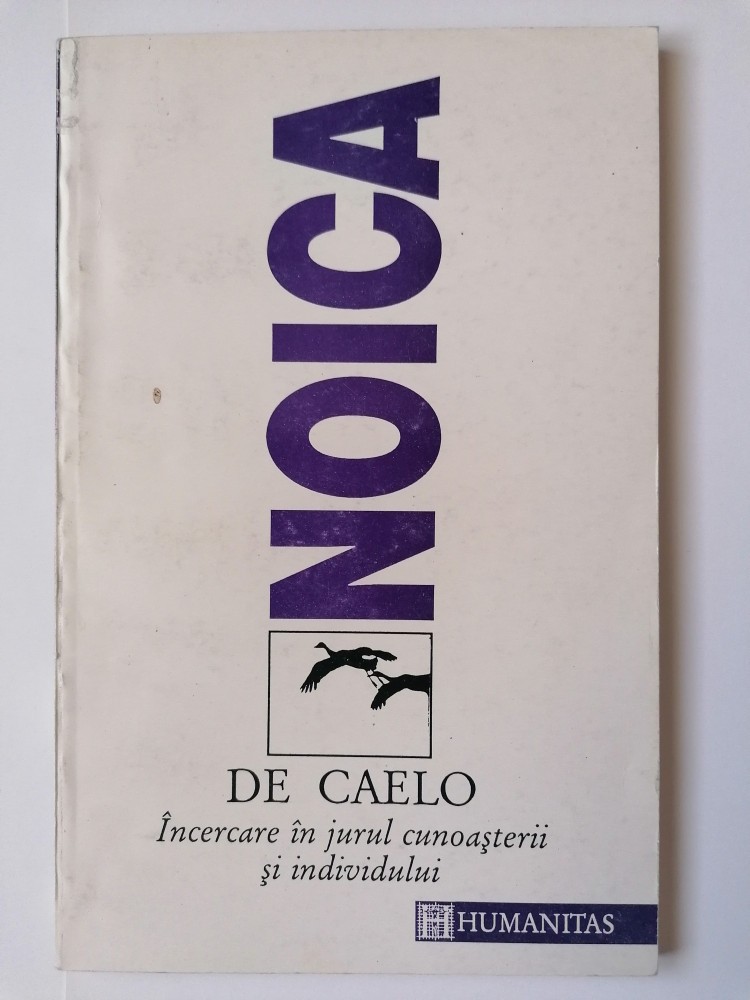 NOICA
DE CAELO
Încercare în jurul cunoaşterii
şi individului
H HUMANITAS